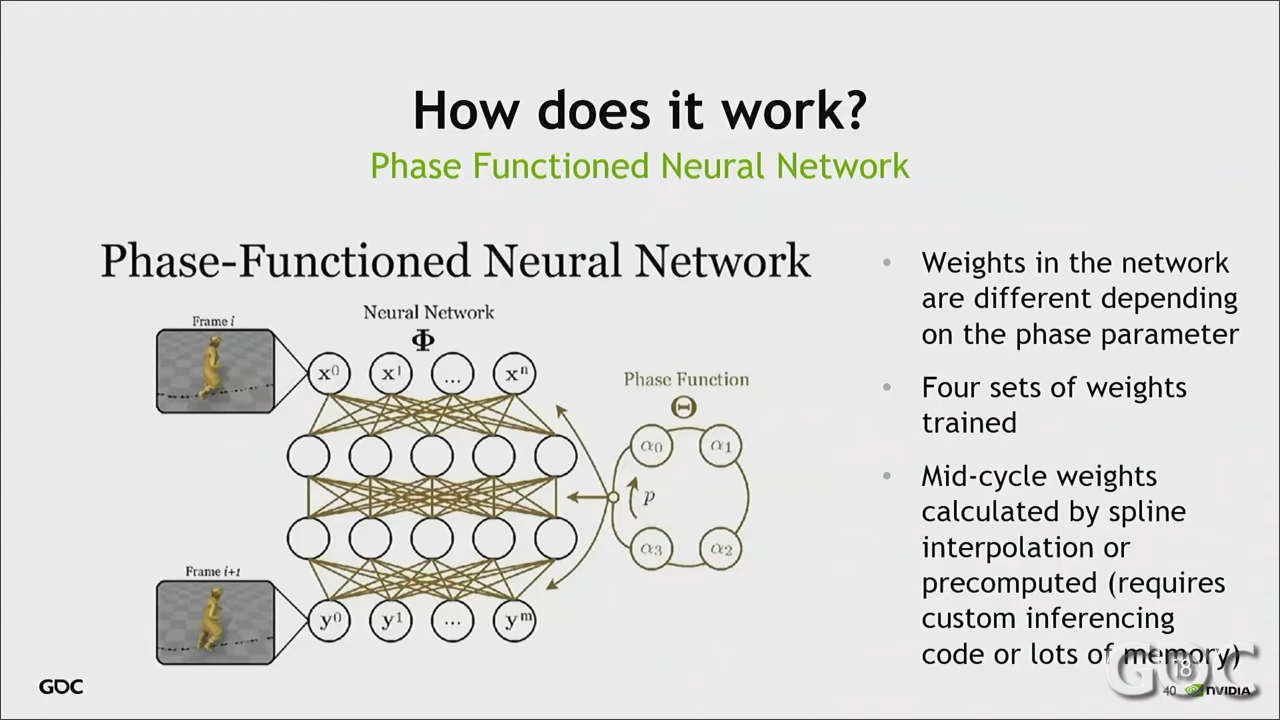 How does it work?
Phase Functioned Neural Network
Phase-Functioned Neural Network
Neural Network
Φ
Frame i
x⁰ x¹ ... xⁿ
Phase Function
Θ
α₀ α₁
p
α₃ α₂
Frame i+1
y⁰ y¹ ... yᵐ
• Weights in the network
are different depending
on the phase parameter
• Four sets of weights
trained
• Mid-cycle weights
calculated by spline
interpolation or
precomputed (requires
custom inferencing
code or lots of memory)
GDC
GDC
18
40 NVIDIA